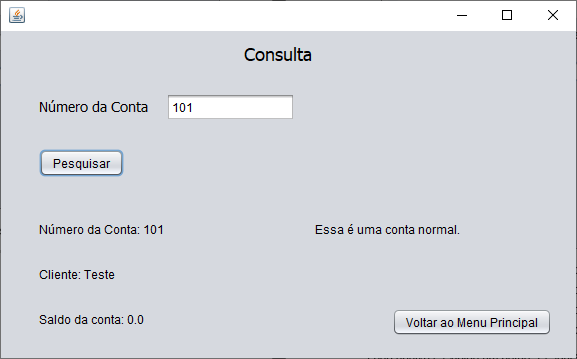 Consulta
Número da Conta 101
Pesquisar
Número da Conta: 101 Essa é uma conta normal.
Cliente: Teste
Saldo da conta: 0.0
Voltar ao Menu Principal